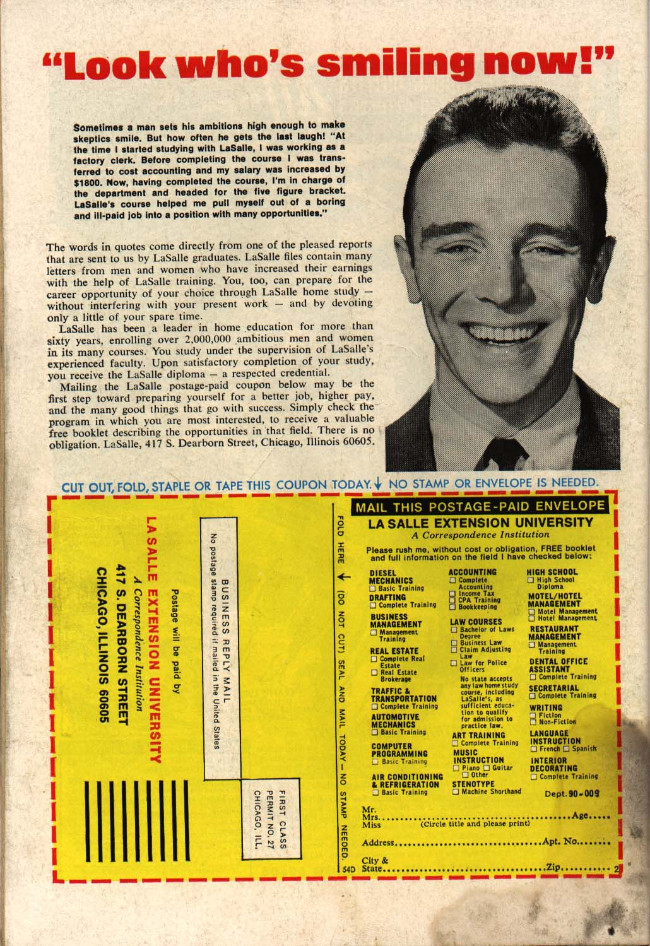 “Look who’s smiling now!”
Sometimes a man sets his ambitions high enough to make
skeptics smile. But how often he gets the last laugh! “At
the time I started studying with LaSalle, I was working as a
factory clerk. Before completing the course I was trans-
ferred to cost accounting and my salary was increased by
$1800. Now, having completed the course, I’m in charge of
the department and headed for the five figure bracket.
LaSalle’s course helped me pull myself out of a boring
and ill-paid job into a position with many opportunities.”
The words in quotes come directly from one of the pleased reports
that are sent to us by LaSalle graduates. LaSalle files contain many
letters from men and women who have increased their earnings
with the help of LaSalle training. You, too, can prepare for the
career opportunity of your choice through LaSalle home study —
without interfering with your present work — and by devoting
only a little of your spare time.
LaSalle has been a leader in home education for more than
sixty years, enrolling over 2,000,000 ambitious men and women
in its many courses. You study under the supervision of LaSalle’s
experienced faculty. Upon satisfactory completion of your study,
you receive the LaSalle diploma — a respected credential.
Mailing the LaSalle postage-paid coupon below may be the
first step toward preparing yourself for a better job, higher pay,
and the many good things that go with success. Simply check the
program in which you are most interested, to receive a valuable
free booklet describing the opportunities in that field. There is no
obligation. LaSalle, 417 S. Dearborn Street, Chicago, Illinois 60605.
CUT OUT, FOLD, STAPLE OR TAPE THIS COUPON TODAY. ↓ NO STAMP OR ENVELOPE IS NEEDED.
FIRST CLASS
PERMIT NO. 27
CHICAGO, ILL.
BUSINESS REPLY MAIL
No postage stamp required if mailed in the United States
Postage will be paid by
LA SALLE EXTENSION UNIVERSITY
A Correspondence Institution
417 S. DEARBORN STREET
CHICAGO, ILLINOIS 60605
FOLD HERE → (DO NOT CUT) SEAL AND MAIL TODAY — NO STAMP NEEDED.
MAIL THIS POSTAGE-PAID ENVELOPE
LA SALLE EXTENSION UNIVERSITY
A Correspondence Institution
Please rush me, without cost or obligation, FREE booklet
and full information on the field I have checked below:
DIESEL
MECHANICS
☐ Basic Training
DRAFTING
☐ Complete Training
BUSINESS
MANAGEMENT
☐ Management
Training
REAL ESTATE
☐ Complete Real
Estate
☐ Real Estate
Brokerage
TRAFFIC &
TRANSPORTATION
☐ Complete Training
AUTOMOTIVE
MECHANICS
☐ Basic Training
COMPUTER
PROGRAMMING
☐ Basic Training
AIR CONDITIONING
& REFRIGERATION
☐ Basic Training
ACCOUNTING
☐ Complete
Accounting
☐ Income Tax
☐ CPA Training
☐ Bookkeeping
LAW COURSES
☐ Bachelor of Laws
Degree
☐ Business Law
☐ Claim Adjusting
Law
☐ Law for Police
Officers
No state accepts
any law home study
course, including
LaSalle’s, as
sufficient educa-
tion to qualify
for admission to
practice law.
ART TRAINING
☐ Complete Training
MUSIC
INSTRUCTION
☐ Piano ☐ Guitar
☐ Other
STENOTYPE
☐ Machine Shorthand
HIGH SCHOOL
☐ High School
Diploma
MOTEL/HOTEL
MANAGEMENT
☐ Motel Management
☐ Hotel Management
RESTAURANT
MANAGEMENT
☐ Management
Training
DENTAL OFFICE
ASSISTANT
☐ Complete Training
SECRETARIAL
☐ Complete Training
WRITING
☐ Fiction
☐ Non-Fiction
LANGUAGE
INSTRUCTION
☐ French ☐ Spanish
INTERIOR
DECORATING
☐ Complete Training
Dept. 90-009
Mr.
Mrs. Age
Miss (Circle title and please print)
Address Apt. No.
City &
State Zip
54D
2